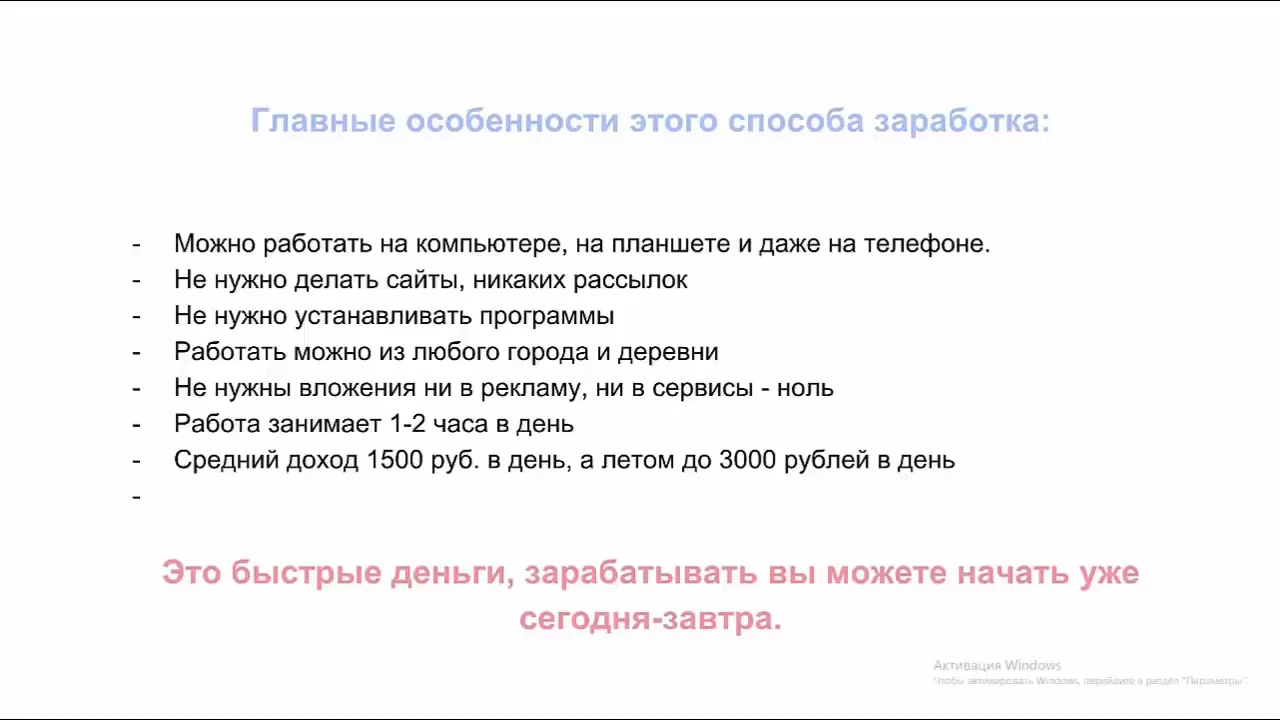 Главные особенности этого способа заработка:
- Можно работать на компьютере, на планшете и даже на телефоне.
- Не нужно делать сайты, никаких рассылок
- Не нужно устанавливать программы
- Работать можно из любого города и деревни
- Не нужны вложения ни в рекламу, ни в сервисы - ноль
- Работа занимает 1-2 часа в день
- Средний доход 1500 руб. в день, а летом до 3000 рублей в день
-
Это быстрые деньги, зарабатывать вы можете начать уже
сегодня-завтра.
Активация Windows
Чтобы активировать Windows, перейдите в раздел "Параметры".